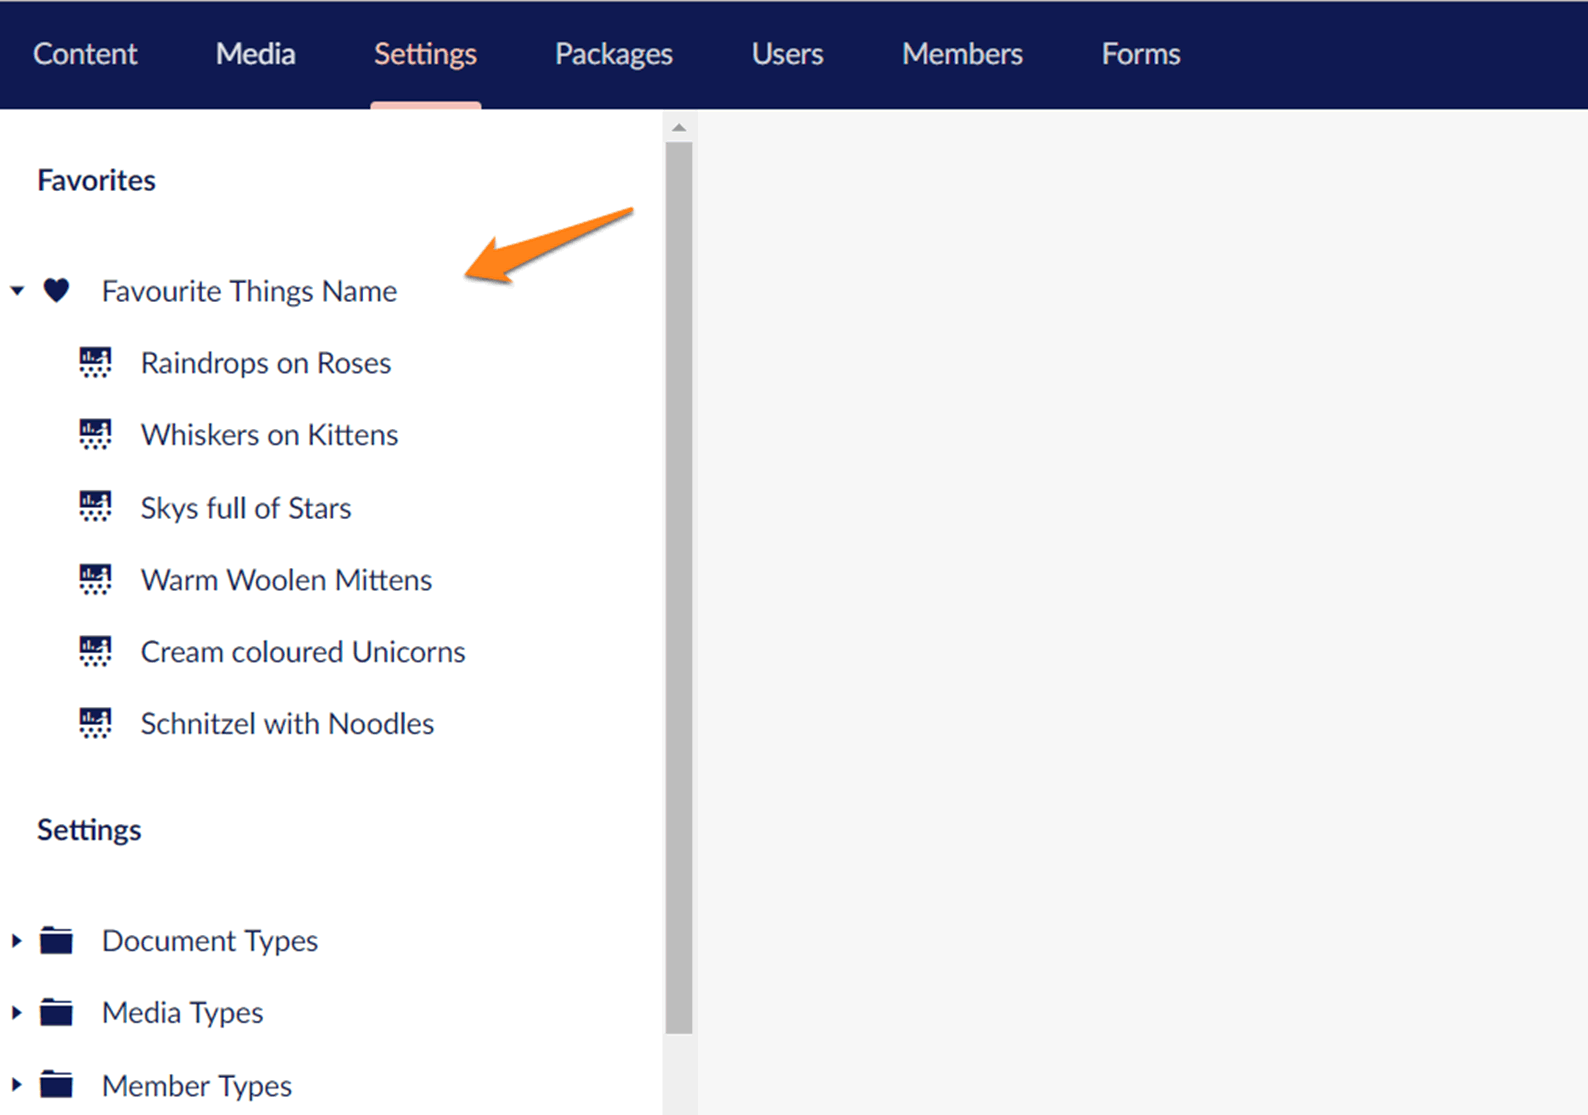 Content Media Settings Packages Users Members Forms
Favorites
Favourite Things Name
Raindrops on Roses
Whiskers on Kittens
Skys full of Stars
Warm Woolen Mittens
Cream coloured Unicorns
Schnitzel with Noodles
Settings
Document Types
Media Types
Member Types